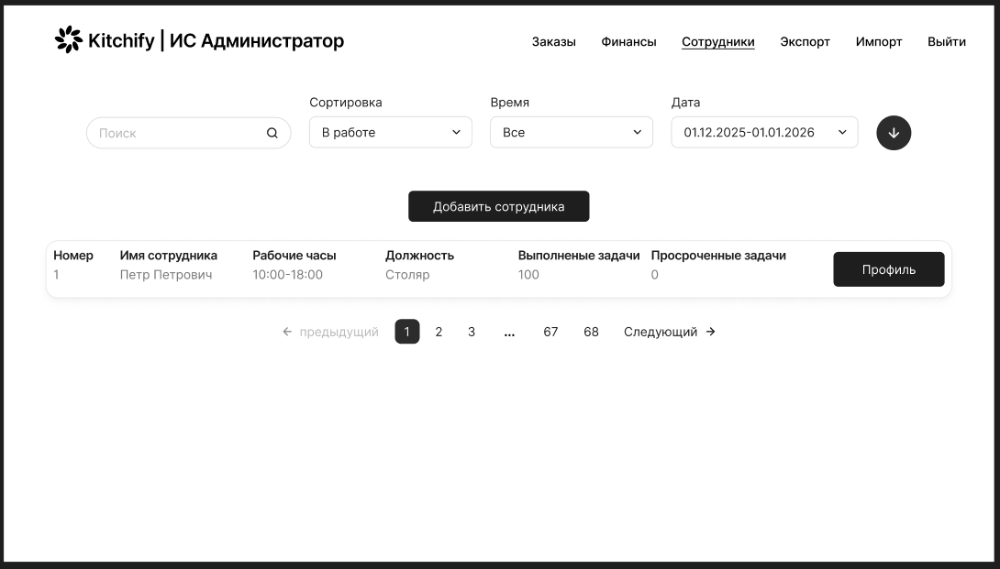 Kitchify | ИС Администратор
Заказы Финансы Сотрудники Экспорт Импорт Выйти
Сортировка Время Дата
Поиск В работе Все 01.12.2025-01.01.2026
Добавить сотрудника
Номер Имя сотрудника Рабочие часы Должность Выполненые задачи Просроченные задачи
1 Петр Петрович 10:00-18:00 Столяр 100 0
Профиль
← предыдущий 1 2 3 ... 67 68 Следующий →